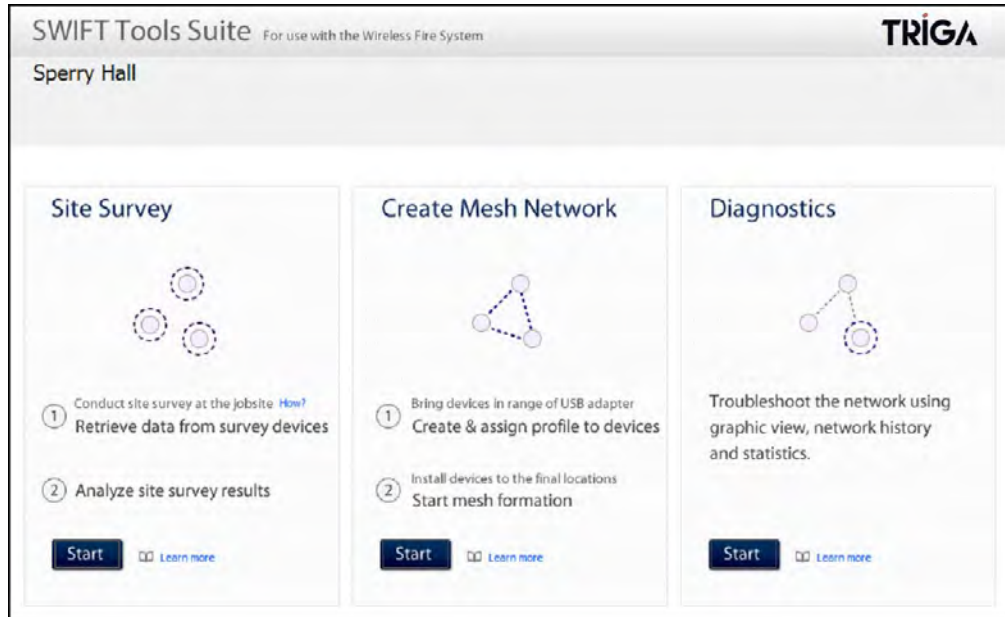 SWIFT Tools Suite For use with the Wireless Fire System
TRIGA
Sperry Hall
Site Survey
1 Conduct site survey at the jobsite How?
Retrieve data from survey devices
2 Analyze site survey results
Start Learn more
Create Mesh Network
1 Bring devices in range of USB adapter
Create & assign profile to devices
2 Install devices to the final locations
Start mesh formation
Start Learn more
Diagnostics
Troubleshoot the network using
graphic view, network history
and statistics.
Start Learn more